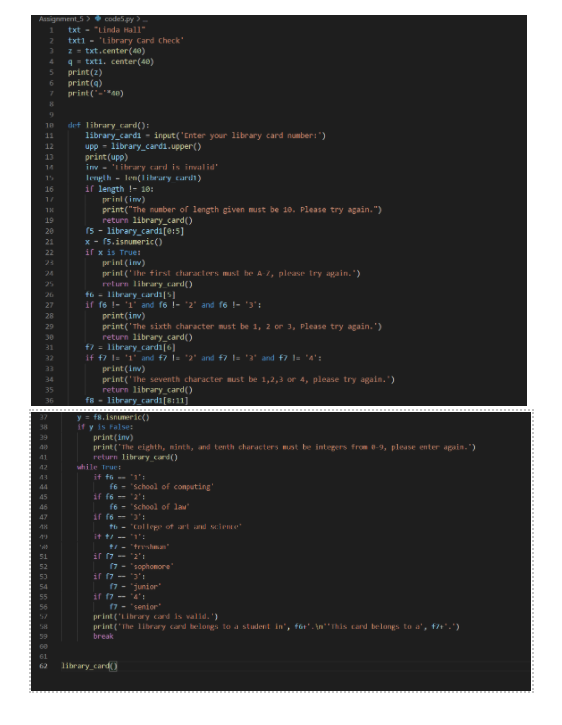 Assignment_5 > code5.py > ...
1 txt = "Linda Hall"
2 txt1 = 'Library Card Check'
3 z = txt.center(40)
4 q = txt1. center(40)
5 print(z)
6 print(q)
7 print('='*40)
8
9
10 def library_card():
11 library_card1 = input('Enter your library card number:')
12 upp = library_card1.upper()
13 print(upp)
14 inv = 'Library card is invalid'
15 length = len(library_card1)
16 if length != 10:
17 print(inv)
18 print("The number of length given must be 10. Please try again.")
19 return library_card()
20 f5 = library_card1[0:5]
21 x = f5.isnumeric()
22 if x is True:
23 print(inv)
24 print('The first characters must be A-Z, please try again.')
25 return library_card()
26 f6 = library_card1[5]
27 if f6 != '1' and f6 != '2' and f6 != '3':
28 print(inv)
29 print('The sixth character must be 1, 2 or 3, Please try again.')
30 return library_card()
31 f7 = library_card1[6]
32 if f7 != '1' and f7 != '2' and f7 != '3' and f7 != '4':
33 print(inv)
34 print('The seventh character must be 1,2,3 or 4, please try again.')
35 return library_card()
36 f8 = library_card1[8:11]
37 y = f8.isnumeric()
38 if y is False:
39 print(inv)
40 print('The eighth, ninth, and tenth characters must be integers from 0-9, please enter again.')
41 return library_card()
42 while True:
43 if f6 == '1':
44 f6 = 'School of computing'
45 if f6 == '2':
46 f6 = 'School of law'
47 if f6 == '3':
48 f6 = 'College of art and science'
49 if f7 == '1':
50 f7 = 'freshman'
51 if f7 == '2':
52 f7 = 'sophomore'
53 if f7 == '3':
54 f7 = 'junior'
55 if f7 == '4':
56 f7 = 'senior'
57 print('Library card is valid.')
58 print('The library card belongs to a student in', f6+'.\n''This card belongs to a', f7+'.')
59 break
60
61
62 library_card()